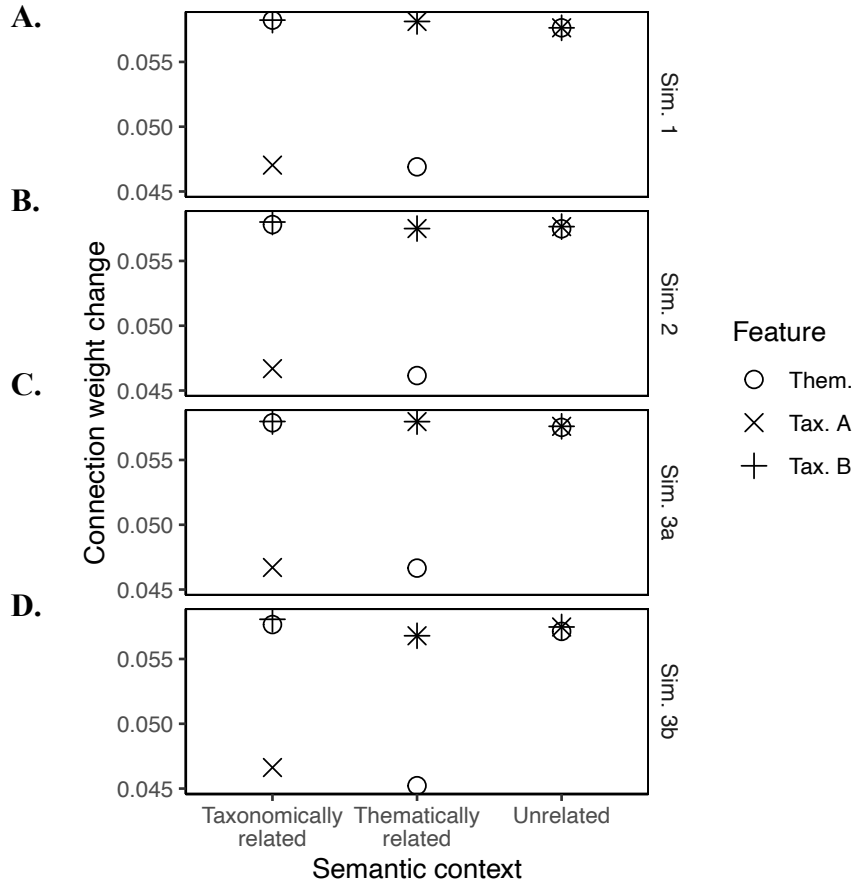 A.
0.055
0.050
0.045
Sim. 1
B.
0.055
0.050
0.045
Sim. 2
C.
0.055
0.050
0.045
Sim. 3a
D.
0.055
0.050
0.045
Sim. 3b
Connection weight change
Taxonomically
related
Thematically
related
Unrelated
Semantic context
Feature
Them.
Tax. A
Tax. B